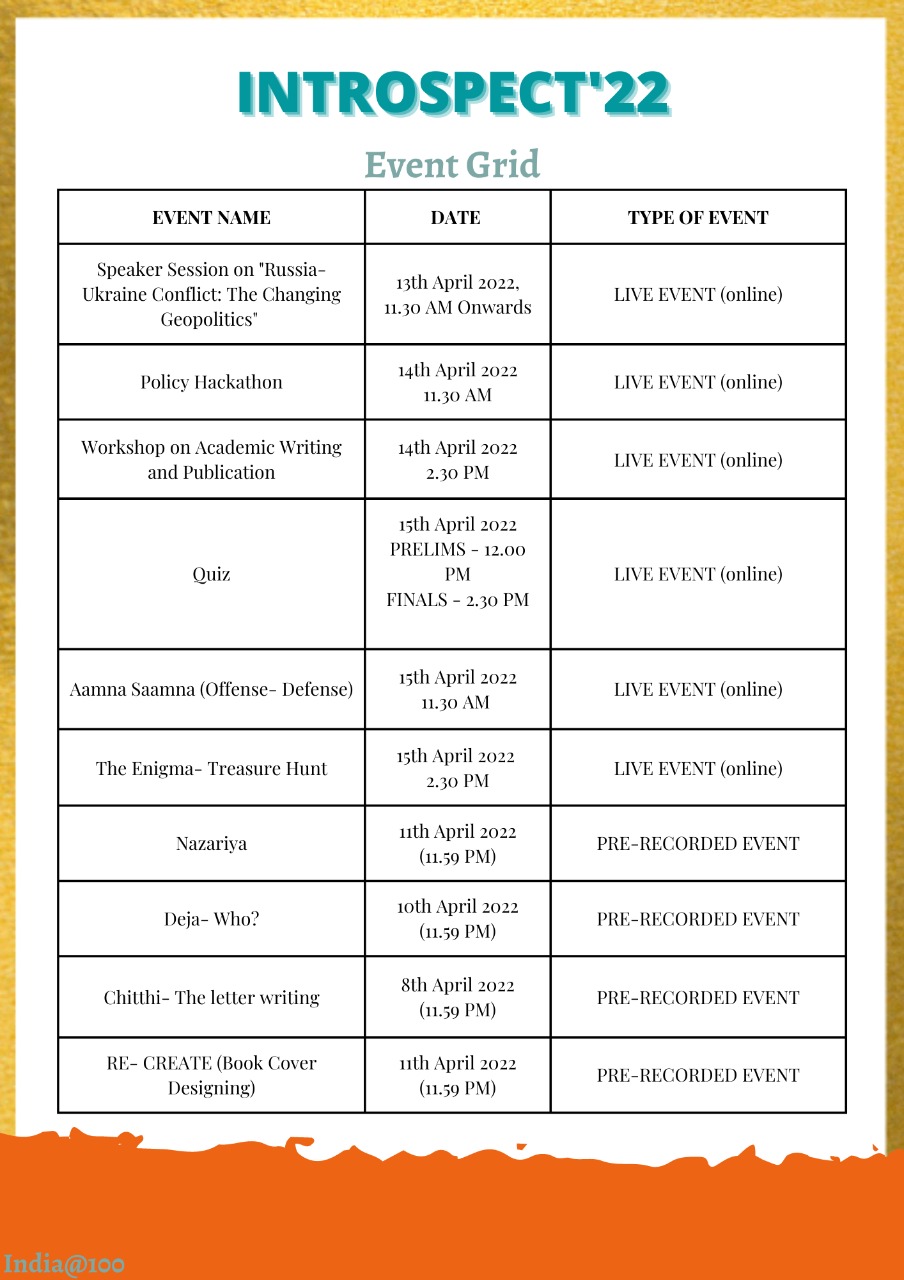 INTROSPECT'22
Event Grid
EVENT NAME
DATE
TYPE OF EVENT
Speaker Session on "Russia-
Ukraine Conflict: The Changing
Geopolitics"
13th April 2022,
11.30 AM Onwards
LIVE EVENT (online)
Policy Hackathon
14th April 2022
11.30 AM
LIVE EVENT (online)
Workshop on Academic Writing
and Publication
14th April 2022
2.30 PM
LIVE EVENT (online)
Quiz
15th April 2022
PRELIMS - 12.00
PM
FINALS - 2.30 PM
LIVE EVENT (online)
Aamna Saamna (Offense- Defense)
15th April 2022
11.30 AM
LIVE EVENT (online)
The Enigma- Treasure Hunt
15th April 2022
2.30 PM
LIVE EVENT (online)
Nazariya
11th April 2022
(11.59 PM)
PRE-RECORDED EVENT
Deja- Who?
10th April 2022
(11.59 PM)
PRE-RECORDED EVENT
Chitthi- The letter writing
8th April 2022
(11.59 PM)
PRE-RECORDED EVENT
RE- CREATE (Book Cover
Designing)
11th April 2022
(11.59 PM)
PRE-RECORDED EVENT
India@100